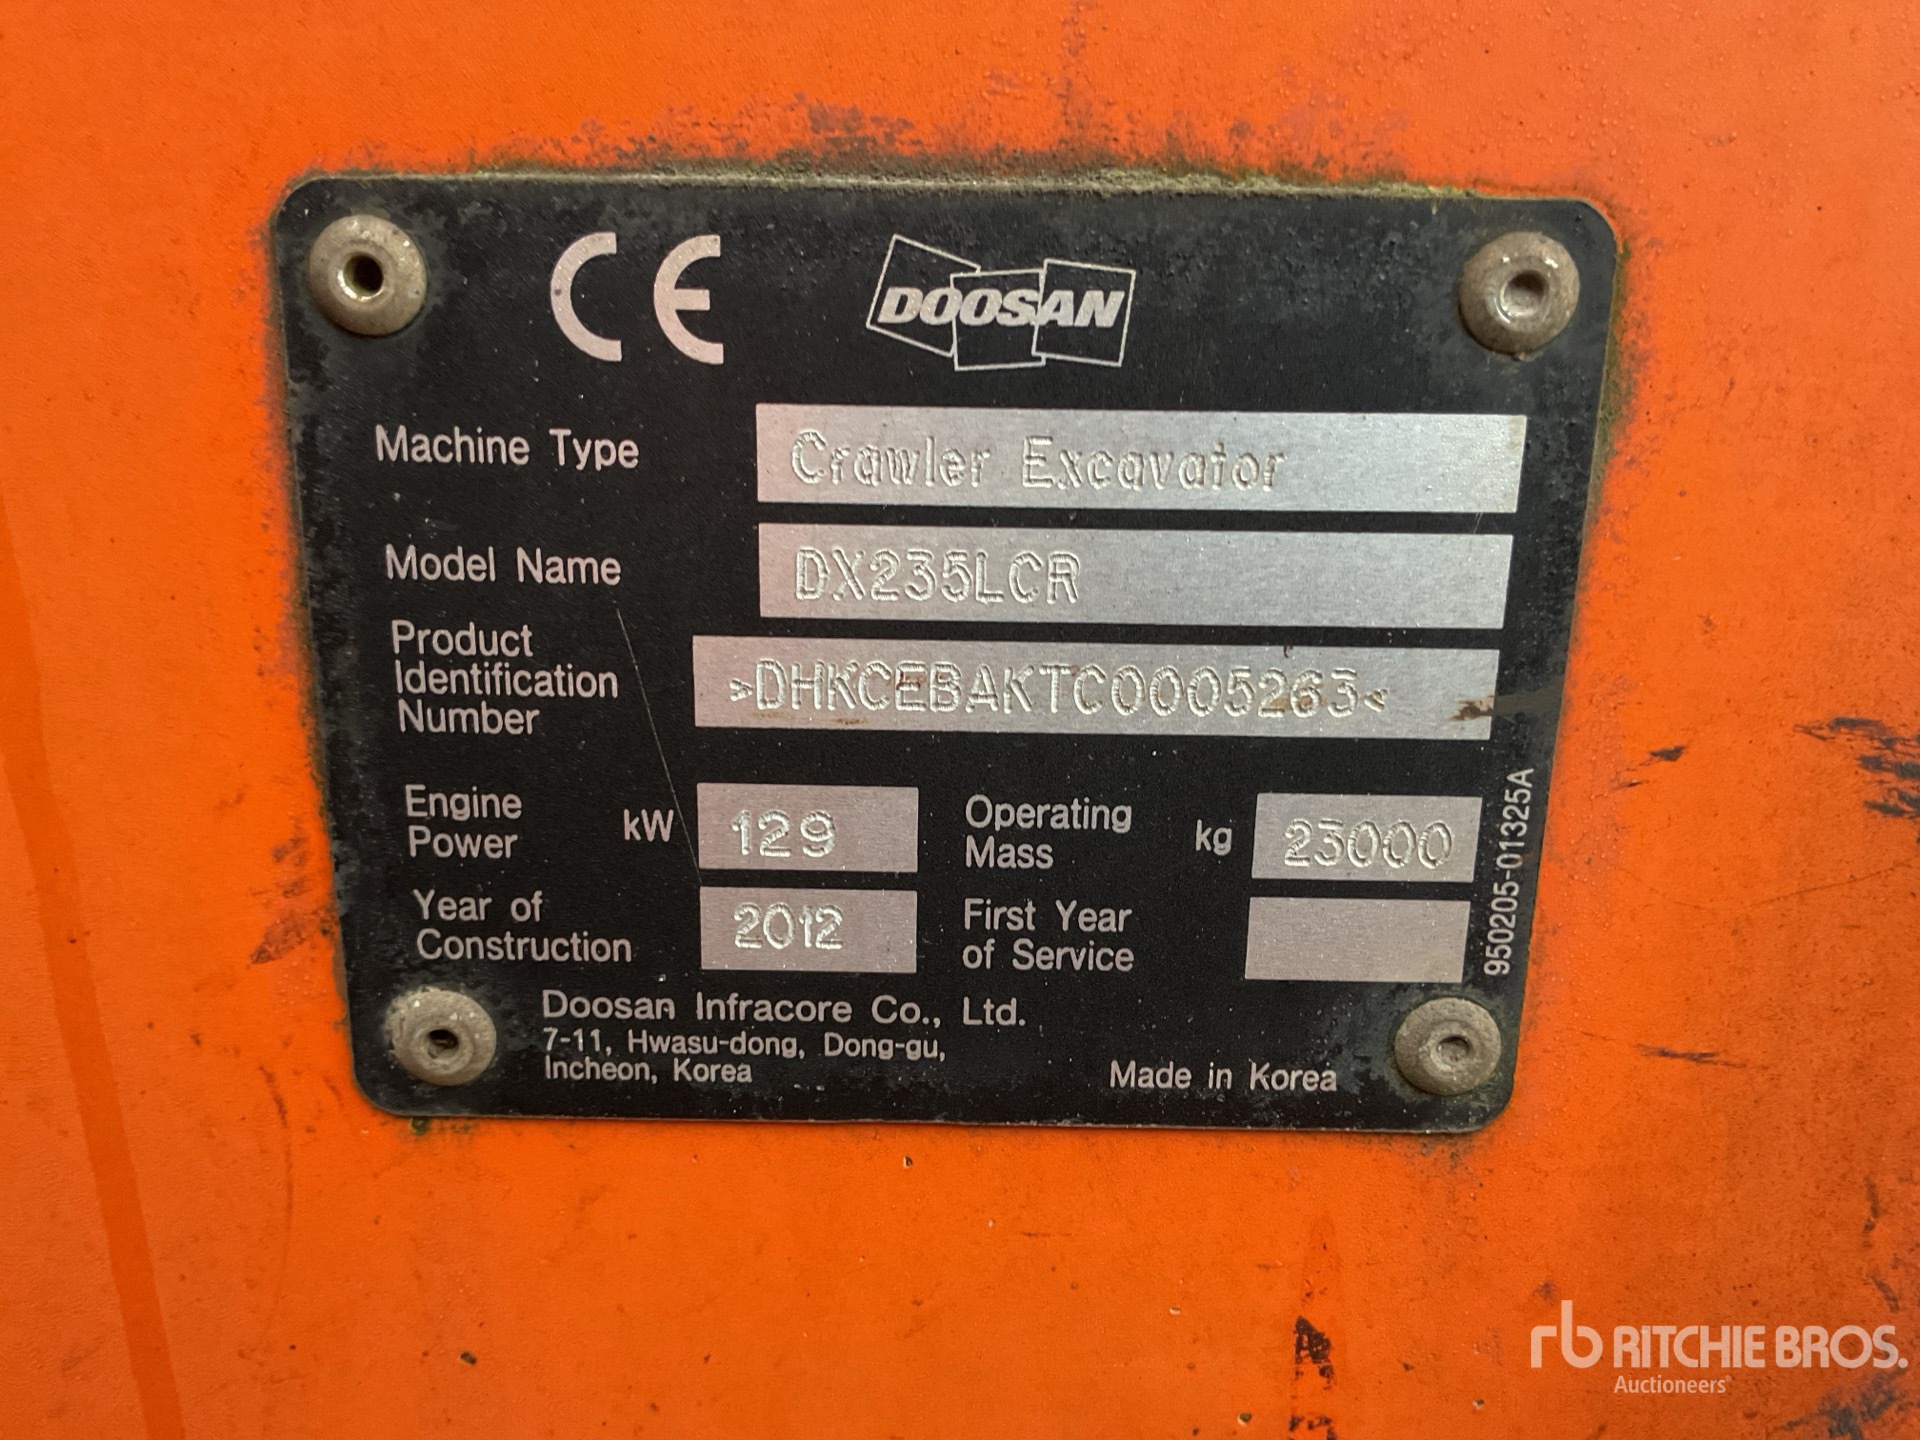 CE
DOOSAN
Machine Type Crawler Excavator
Model Name DX235LCR
Product
Identification
Number >DHKCEBAKTC0005263<
Engine
Power kW 129
Operating
Mass kg 23000
Year of
Construction 2012
First Year
of Service
Doosan Infracore Co., Ltd.
7-11, Hwasu-dong, Dong-gu,
Incheon, Korea
Made in Korea
950205-01325A
rb RITCHIE BROS.
Auctioneers